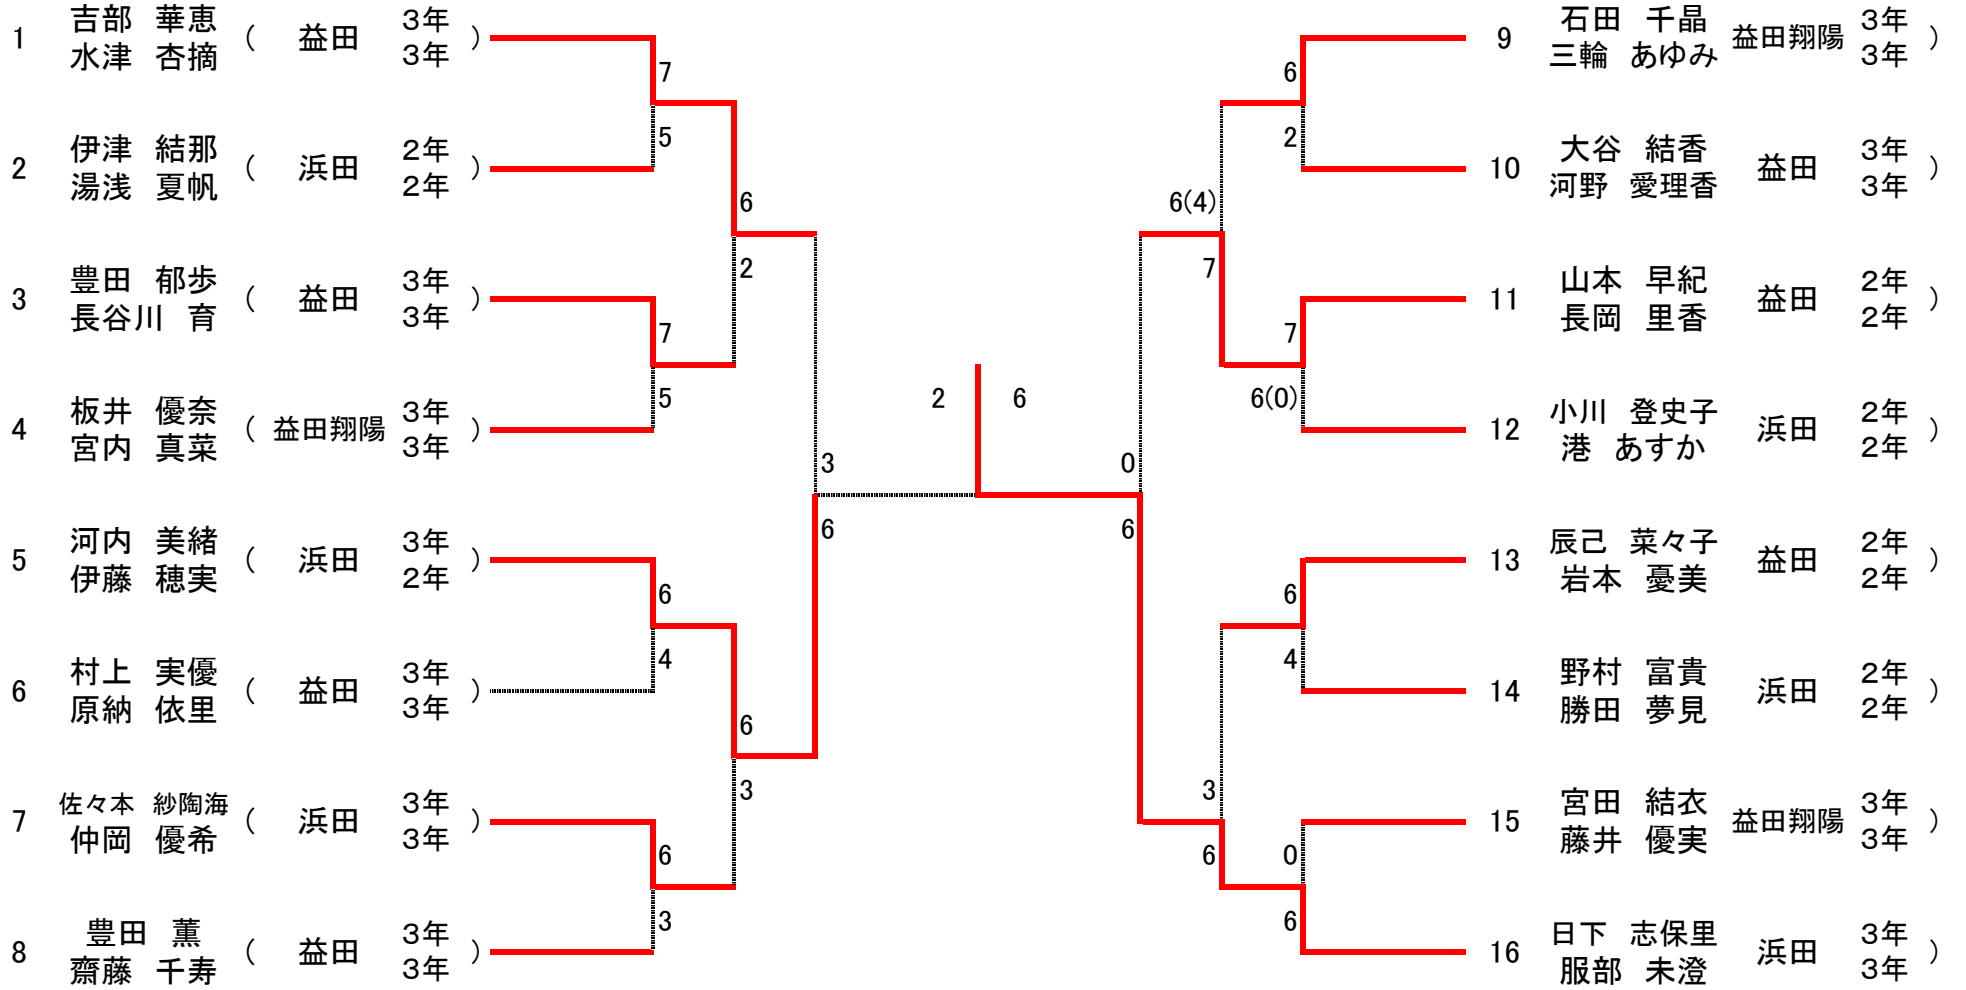 1 吉部 華恵 水津 杏摘 ( 益田 3年 3年 )
2 伊津 結那 湯浅 夏帆 ( 浜田 2年 2年 )
3 豊田 郁歩 長谷川 育 ( 益田 3年 3年 )
4 板井 優奈 宮内 真菜 ( 益田翔陽 3年 3年 )
5 河内 美緒 伊藤 穂実 ( 浜田 3年 2年 )
6 村上 実優 原納 依里 ( 益田 3年 3年 )
7 佐々本 紗陶海 仲岡 優希 ( 浜田 3年 3年 )
8 豊田 薫 齋藤 千寿 ( 益田 3年 3年 )
7
5
6
2
7
5
3
6
6
4
6
3
6
3
2 6
6
2
6(4)
7
7
6(0)
0
6
6
4
3
6
0
6
9 石田 千晶 三輪 あゆみ 益田翔陽 3年 3年 )
10 大谷 結香 河野 愛理香 益田 3年 3年 )
11 山本 早紀 長岡 里香 益田 2年 2年 )
12 小川 登史子 港 あすか 浜田 2年 2年 )
13 辰己 菜々子 岩本 憂美 益田 2年 2年 )
14 野村 富貴 勝田 夢見 浜田 2年 2年 )
15 宮田 結衣 藤井 優実 益田翔陽 3年 3年 )
16 日下 志保里 服部 未澄 浜田 3年 3年 )